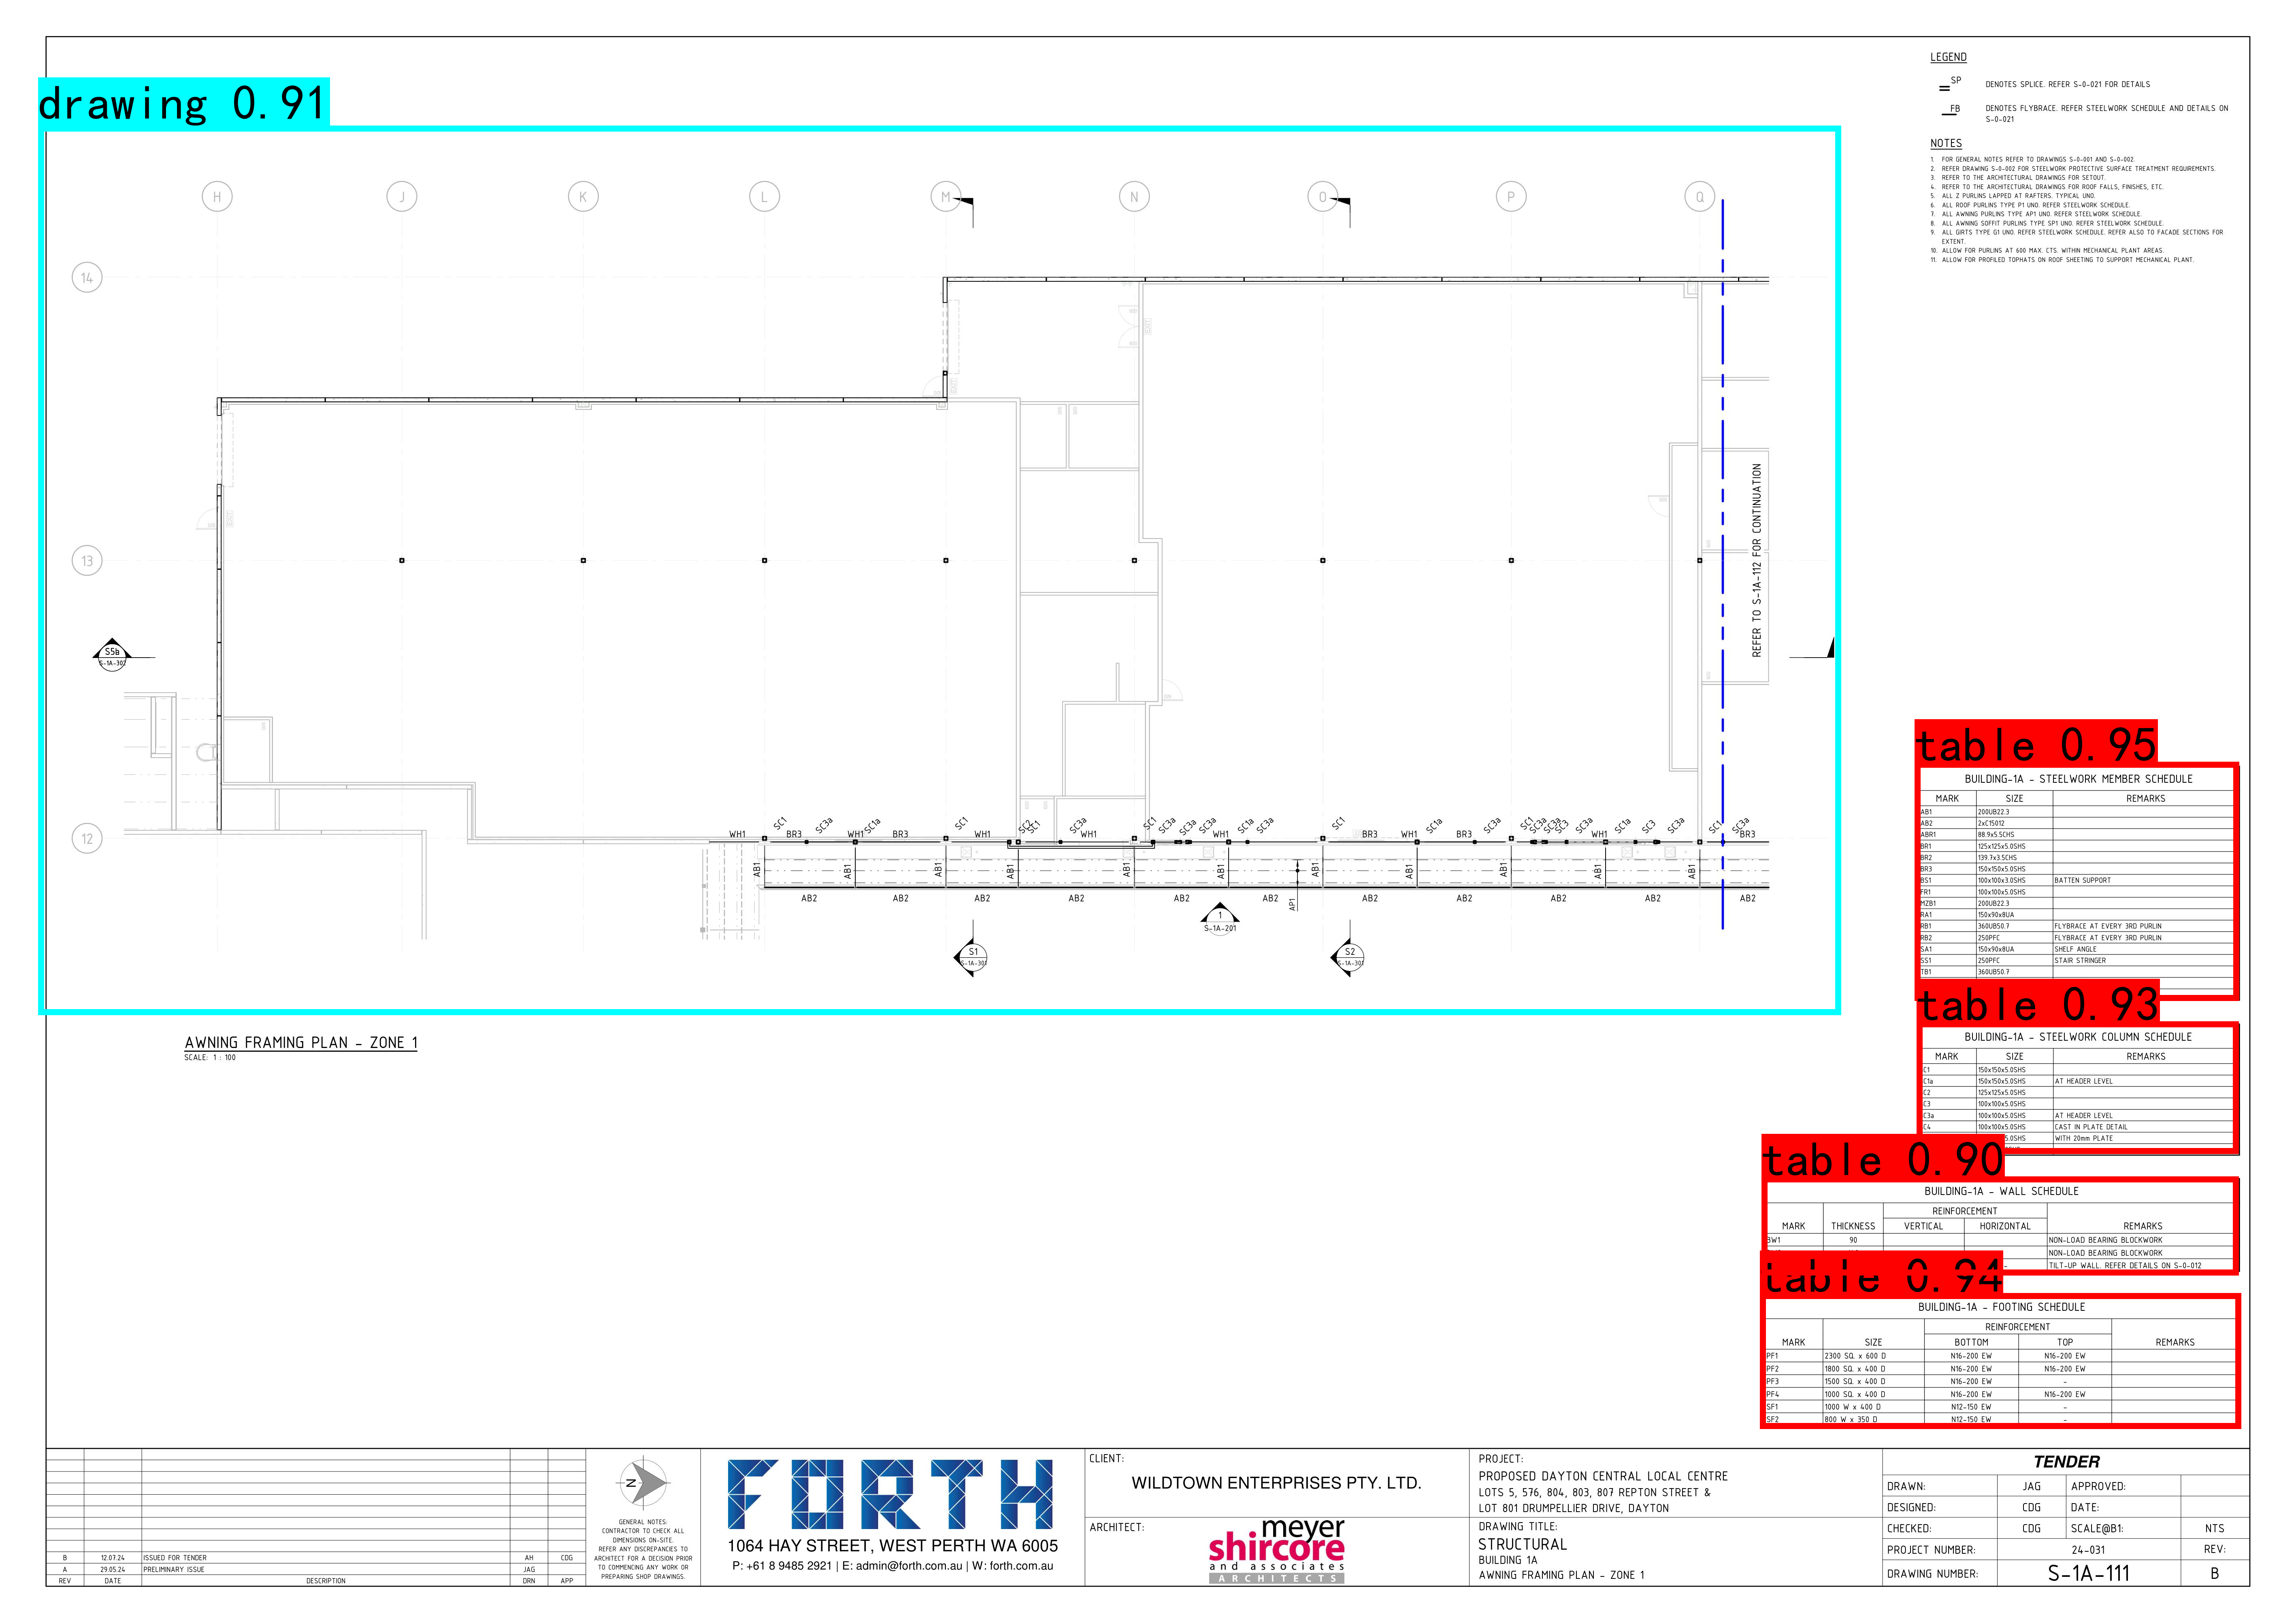 drawing 0.91
H
J
K
L
M
N
O
P
Q
14
13
12
S5b
S-1A-302
REFER TO S-1A-112 FOR CONTINUATION
WH1
SC1
BR3
SC3a
WH1
SC1a
BR3
SC1
WH1
SC2
SC1
SC3a
WH1
SC1
SC3a
SC3a
SC3a
WH1
SC1a
SC3a
SC1
BR3
WH1
SC1a
BR3
SC3a
SC1
SC3a
SC3a
SC3
SC3a
WH1
SC1a
SC3
SC3a
SC1
SC3a
BR3
AB1
AB1
AB1
AB1
AB1
AB1
AB1
AB1
AB1
AB1
AB1
AB2
AB2
AB2
AB2
AB2
AB2
AB2
AB2
AB2
AB2
AB2
AP1
1
S-1A-201
S1
S-1A-301
S2
S-1A-301
AWNING FRAMING PLAN - ZONE 1
SCALE: 1 : 100
LEGEND
SP
DENOTES SPLICE. REFER S-0-021 FOR DETAILS
FB
DENOTES FLYBRACE. REFER STEELWORK SCHEDULE AND DETAILS ON
S-0-021
NOTES
1. FOR GENERAL NOTES REFER TO DRAWINGS S-0-001 AND S-0-002.
2. REFER DRAWING S-0-002 FOR STEELWORK PROTECTIVE SURFACE TREATMENT REQUIREMENTS.
3. REFER TO THE ARCHITECTURAL DRAWINGS FOR SETOUT.
4. REFER TO THE ARCHITECTURAL DRAWINGS FOR ROOF FALLS, FINISHES, ETC.
5. ALL Z PURLINS LAPPED AT RAFTERS. TYPICAL UNO.
6. ALL ROOF PURLINS TYPE P1 UNO. REFER STEELWORK SCHEDULE.
7. ALL AWNING PURLINS TYPE AP1 UNO. REFER STEELWORK SCHEDULE.
8. ALL AWNING SOFFIT PURLINS TYPE SP1 UNO. REFER STEELWORK SCHEDULE.
9. ALL GIRTS TYPE G1 UNO. REFER STEELWORK SCHEDULE. REFER ALSO TO FACADE SECTIONS FOR
EXTENT.
10. ALLOW FOR PURLINS AT 600 MAX. CTS. WITHIN MECHANICAL PLANT AREAS.
11. ALLOW FOR PROFILED TOPHATS ON ROOF SHEETING TO SUPPORT MECHANICAL PLANT.
table 0.95
BUILDING-1A - STEELWORK MEMBER SCHEDULE
MARK SIZE REMARKS
AB1 200UB22.3
AB2 2xC15012
ABR1 88.9x5.5CHS
BR1 125x125x5.0SHS
BR2 139.7x3.5CHS
BR3 150x150x5.0SHS
BS1 100x100x3.0SHS BATTEN SUPPORT
FR1 100x100x5.0SHS
MZB1 200UB22.3
RA1 150x90x8UA
RB1 360UB50.7 FLYBRACE AT EVERY 3RD PURLIN
RB2 250PFC FLYBRACE AT EVERY 3RD PURLIN
SA1 150x90x8UA SHELF ANGLE
SS1 250PFC STAIR STRINGER
TB1 360UB50.7
table 0.93
BUILDING-1A - STEELWORK COLUMN SCHEDULE
MARK SIZE REMARKS
C1 150x150x5.0SHS
C1a 150x150x5.0SHS AT HEADER LEVEL
C2 125x125x5.0SHS
C3 100x100x5.0SHS
C3a 100x100x5.0SHS AT HEADER LEVEL
C4 100x100x5.0SHS CAST IN PLATE DETAIL
5.0SHS WITH 20mm PLATE
table 0.90
BUILDING-1A - WALL SCHEDULE
REINFORCEMENT
MARK THICKNESS VERTICAL HORIZONTAL REMARKS
BW1 90 NON-LOAD BEARING BLOCKWORK
NON-LOAD BEARING BLOCKWORK
- TILT-UP WALL. REFER DETAILS ON S-0-012
table 0.94
BUILDING-1A - FOOTING SCHEDULE
REINFORCEMENT
MARK SIZE BOTTOM TOP REMARKS
PF1 2300 SQ. x 600 D N16-200 EW N16-200 EW
PF2 1800 SQ. x 400 D N16-200 EW N16-200 EW
PF3 1500 SQ. x 400 D N16-200 EW -
PF4 1000 SQ. x 400 D N16-200 EW N16-200 EW
SF1 1000 W x 400 D N12-150 EW -
SF2 800 W x 350 D N12-150 EW -
B 12.07.24 ISSUED FOR TENDER AH CDG
A 29.05.24 PRELIMINARY ISSUE JAG
REV DATE DESCRIPTION DRN APP
N
GENERAL NOTES:
CONTRACTOR TO CHECK ALL
DIMENSIONS ON-SITE.
REFER ANY DISCREPANCIES TO
ARCHITECT FOR A DECISION PRIOR
TO COMMENCING ANY WORK OR
PREPARING SHOP DRAWINGS.
FORTH
1064 HAY STREET, WEST PERTH WA 6005
P: +61 8 9485 2921 | E: admin@forth.com.au | W: forth.com.au
CLIENT:
WILDTOWN ENTERPRISES PTY. LTD.
ARCHITECT:
meyer
shircore
and associates
ARCHITECTS
PROJECT:
PROPOSED DAYTON CENTRAL LOCAL CENTRE
LOTS 5, 576, 804, 803, 807 REPTON STREET &
LOT 801 DRUMPELLIER DRIVE, DAYTON
DRAWING TITLE:
STRUCTURAL
BUILDING 1A
AWNING FRAMING PLAN - ZONE 1
TENDER
DRAWN: JAG APPROVED:
DESIGNED: CDG DATE:
CHECKED: CDG SCALE@B1: NTS
PROJECT NUMBER: 24-031 REV:
DRAWING NUMBER: S-1A-111 B